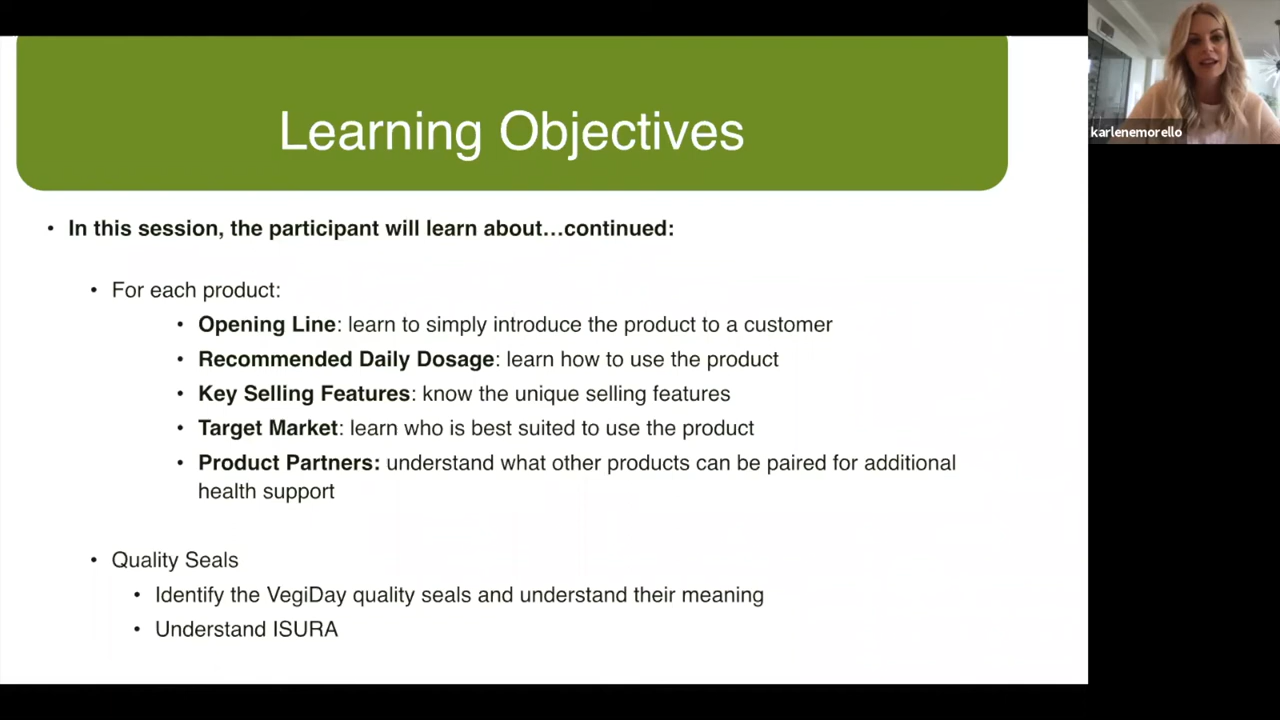 Learning Objectives
karlenemorello
• In this session, the participant will learn about…continued:
• For each product:
• Opening Line: learn to simply introduce the product to a customer
• Recommended Daily Dosage: learn how to use the product
• Key Selling Features: know the unique selling features
• Target Market: learn who is best suited to use the product
• Product Partners: understand what other products can be paired for additional
health support
• Quality Seals
• Identify the VegiDay quality seals and understand their meaning
• Understand ISURA